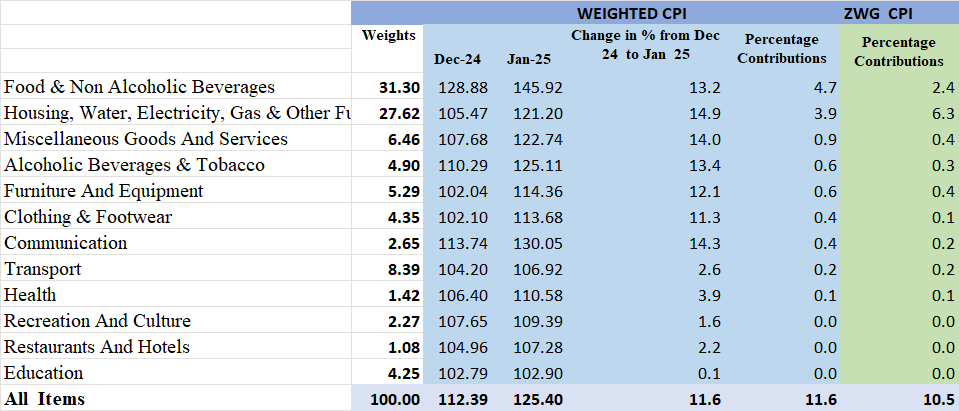 WEIGHTED CPI ZWG CPI
Weights Dec-24 Jan-25 Change in % from Dec 24 to Jan 25 Percentage Contributions Percentage Contributions
Food & Non Alcoholic Beverages 31.30 128.88 145.92 13.2 4.7 2.4
Housing, Water, Electricity, Gas & Other Fu 27.62 105.47 121.20 14.9 3.9 6.3
Miscellaneous Goods And Services 6.46 107.68 122.74 14.0 0.9 0.4
Alcoholic Beverages & Tobacco 4.90 110.29 125.11 13.4 0.6 0.3
Furniture And Equipment 5.29 102.04 114.36 12.1 0.6 0.4
Clothing & Footwear 4.35 102.10 113.68 11.3 0.4 0.1
Communication 2.65 113.74 130.05 14.3 0.4 0.2
Transport 8.39 104.20 106.92 2.6 0.2 0.2
Health 1.42 106.40 110.58 3.9 0.1 0.1
Recreation And Culture 2.27 107.65 109.39 1.6 0.0 0.0
Restaurants And Hotels 1.08 104.96 107.28 2.2 0.0 0.0
Education 4.25 102.79 102.90 0.1 0.0 0.0
All Items 100.00 112.39 125.40 11.6 11.6 10.5